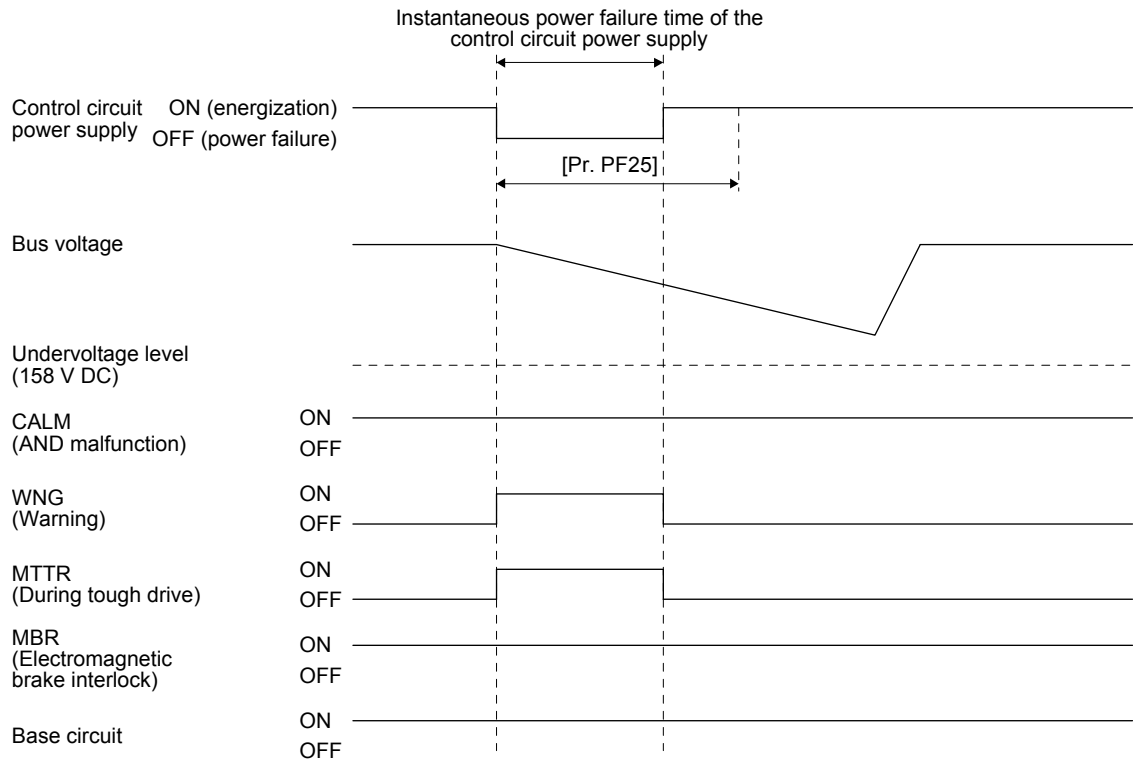 Instantaneous power failure time of the
control circuit power supply
Control circuit ON (energization)
power supply OFF (power failure)
[Pr. PF25]
Bus voltage
Undervoltage level
(158 V DC)
CALM
(AND malfunction)
ON
OFF
WNG
(Warning)
ON
OFF
MTTR
(During tough drive)
ON
OFF
MBR
(Electromagnetic
brake interlock)
ON
OFF
Base circuit
ON
OFF